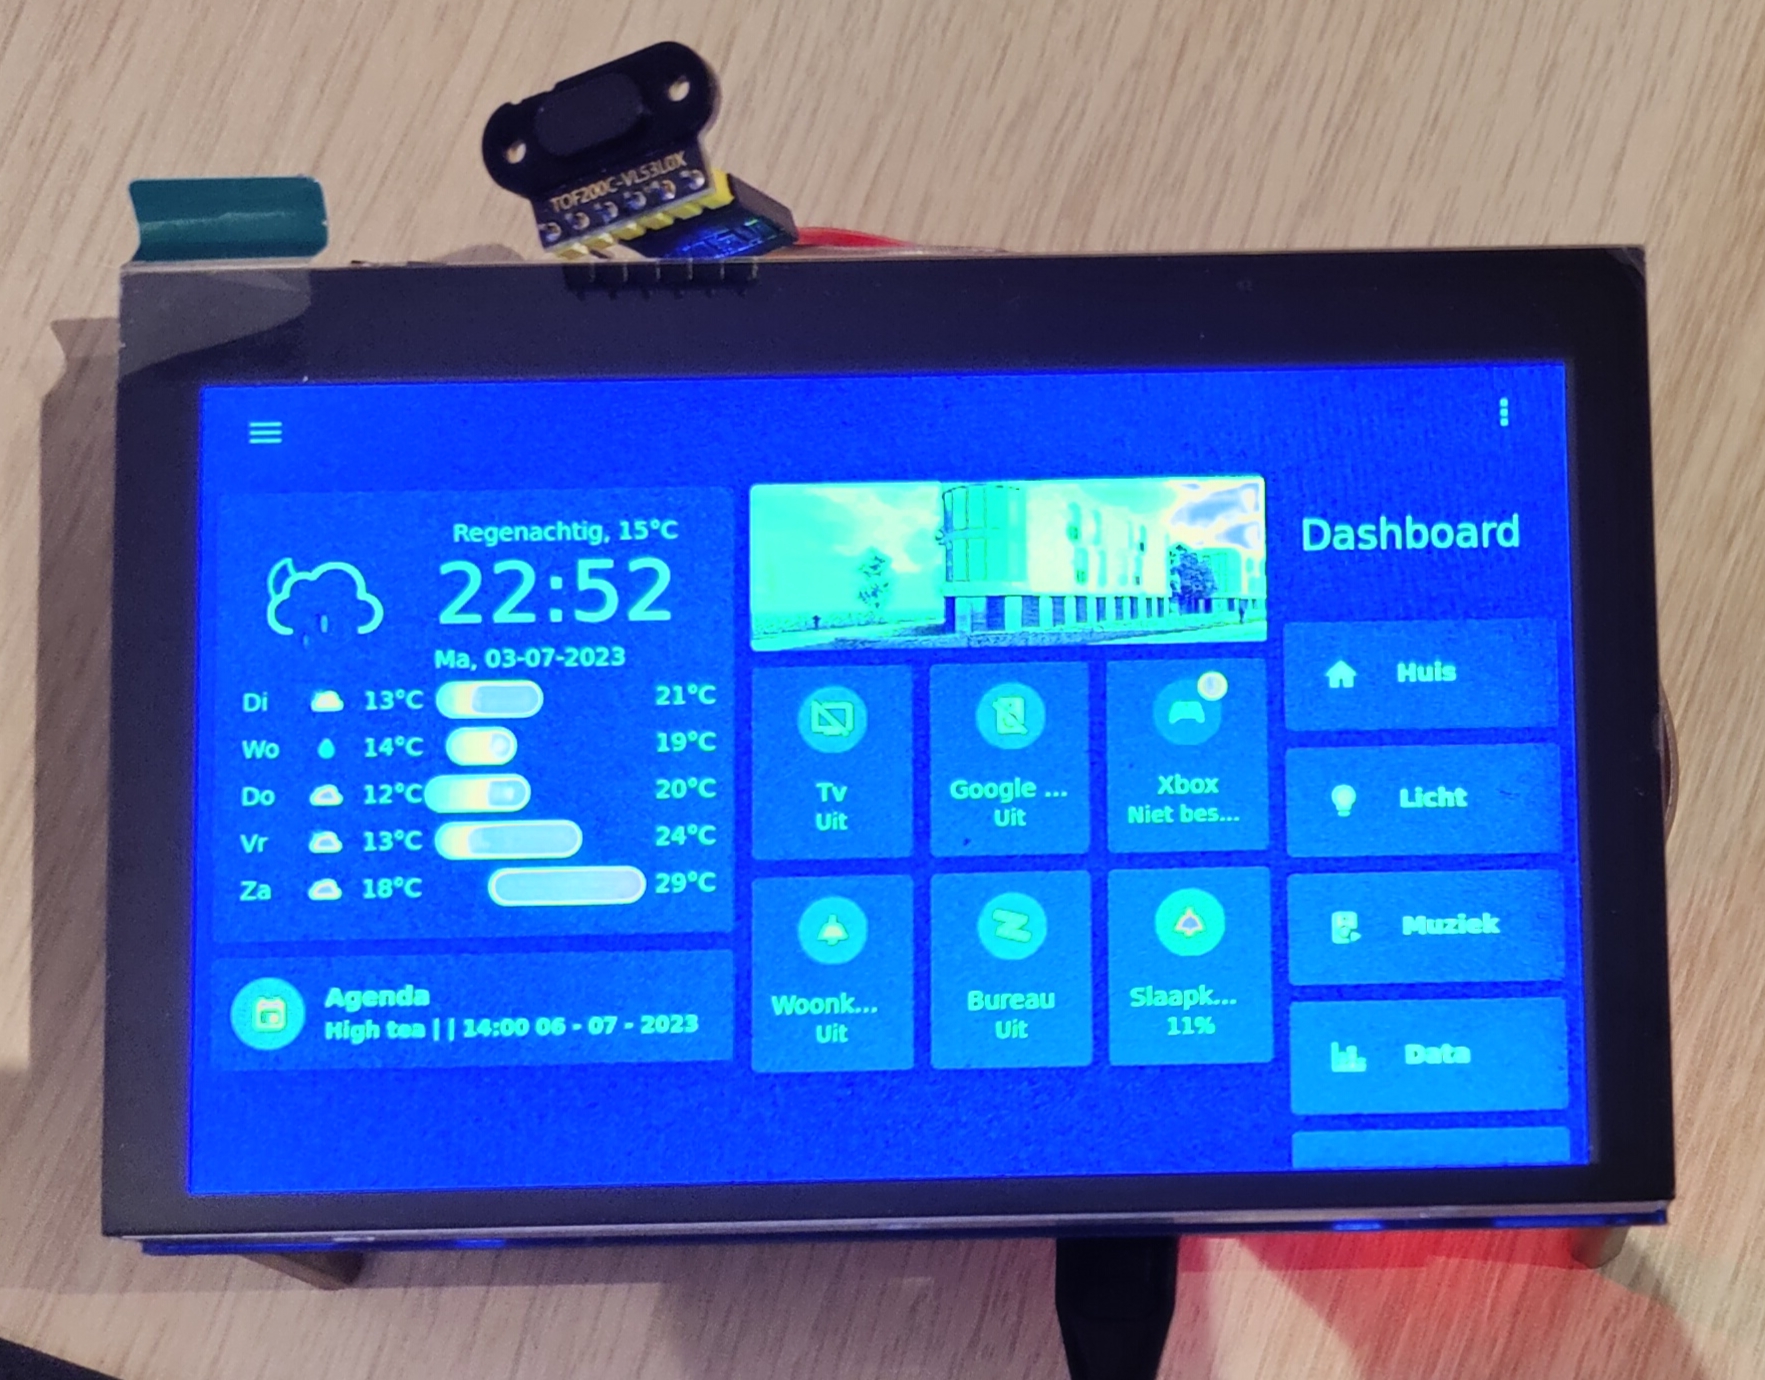 TOF200C-VL53L0X
Regenachtig, 15°C
22:52
Ma, 03-07-2023
Di 13°C 21°C
Wo 14°C 19°C
Do 12°C 20°C
Vr 13°C 24°C
Za 18°C 29°C
Agenda
High tea | | 14:00 06 - 07 - 2023
Tv
Uit
Google ...
Uit
Xbox
Niet bes...
Woonk...
Uit
Bureau
Uit
Slaapk...
11%
Dashboard
Huis
Licht
Muziek
Data